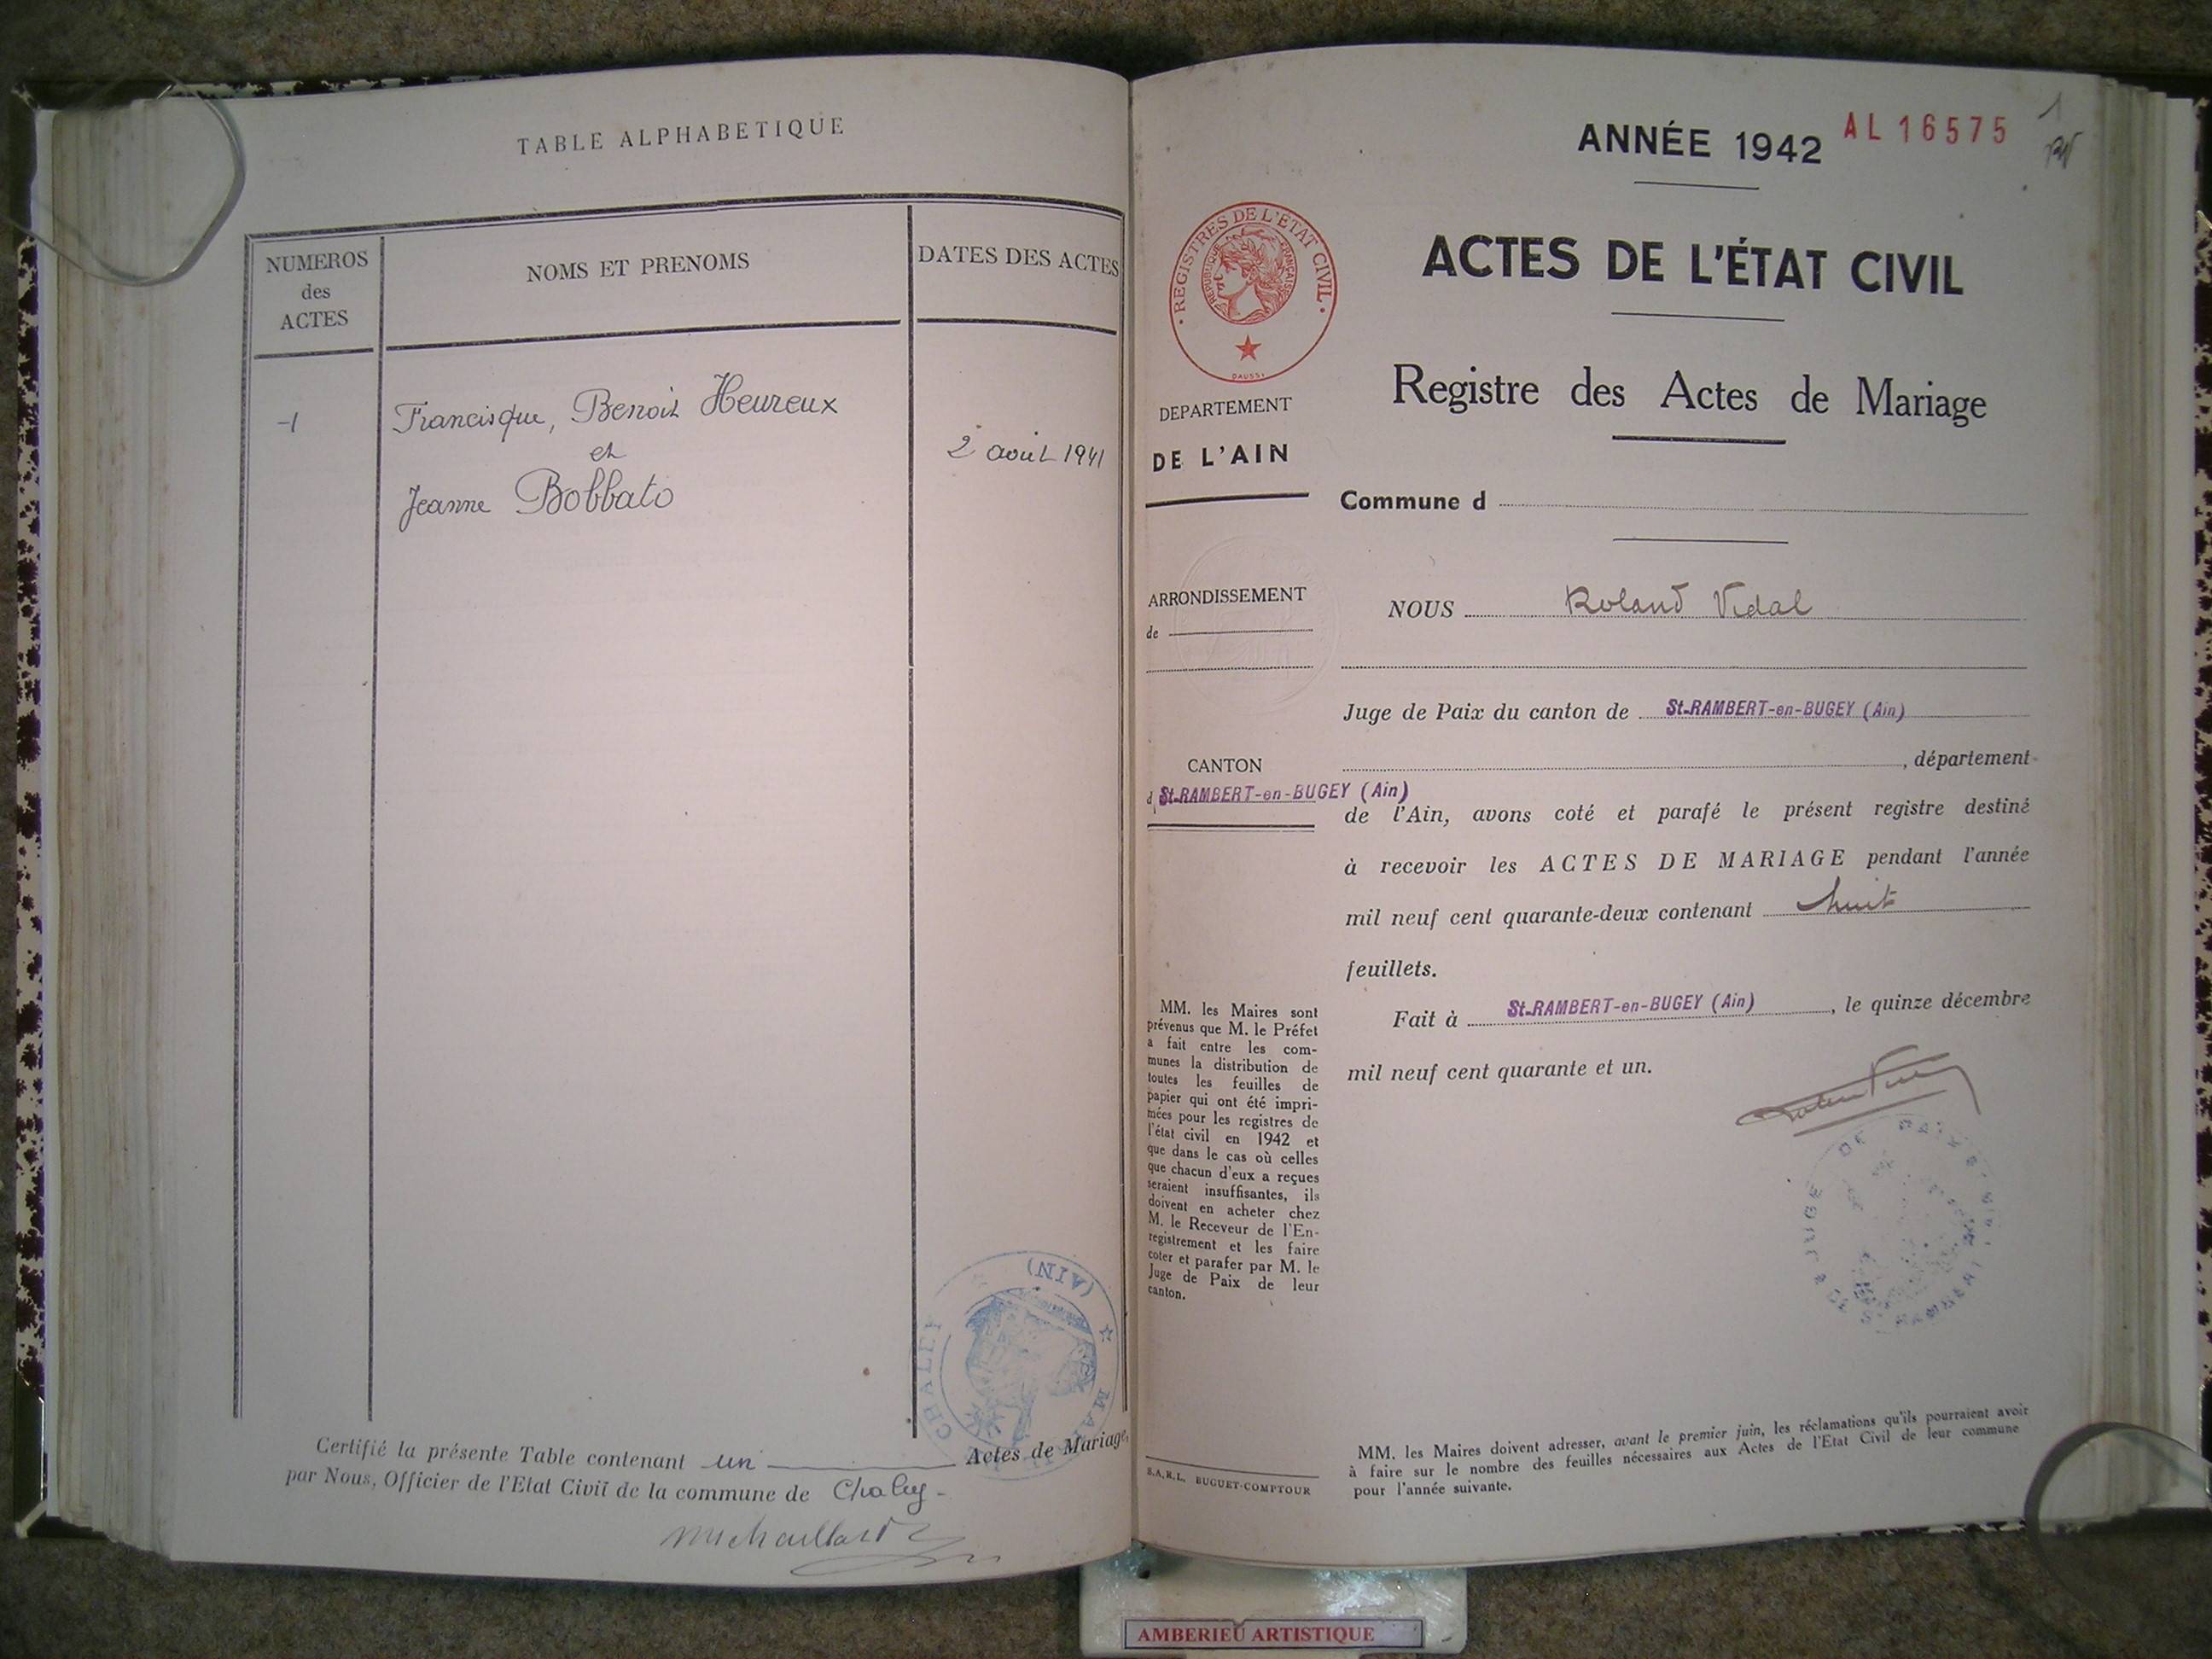 TABLE ALPHABETIQUE
NUMEROS
des
ACTES
NOMS ET PRENOMS
DATES DES ACTES
1
Francisque, Benoit Heureux
et
Jeanne Bobbato
2 août 1941
Certifié la présente Table contenant un Actes de Mariage,
par Nous, Officier de l'Etat Civil de la commune de Chaley
CHALEY
(AIN)
ANNÉE 1942
AL 16575
1
ACTES DE L'ÉTAT CIVIL
Registre des Actes de Mariage
REGISTRES DE L'ÉTAT CIVIL
RÉPUBLIQUE FRANÇAISE
DAUSSY
DEPARTEMENT
DE L'AIN
Commune d
ARRONDISSEMENT
de
NOUS Roland Vidal
Juge de Paix du canton de St-RAMBERT-en-BUGEY (Ain)
, département
CANTON
d St-RAMBERT-en-BUGEY (Ain)
de l'Ain, avons coté et parafé le présent registre destiné
à recevoir les ACTES DE MARIAGE pendant l'année
mil neuf cent quarante-deux contenant huit
feuillets.
Fait à St-RAMBERT-en-BUGEY (Ain), le quinze décembre
mil neuf cent quarante et un.
MM. les Maires sont
prévenus que M. le Préfet
a fait entre les com-
munes la distribution de
toutes les feuilles de
papier qui ont été impri-
mées pour les registres de
l'état civil en 1942 et
que dans le cas où celles
que chacun d'eux a reçues
seraient insuffisantes, ils
doivent en acheter chez
M. le Receveur de l'En-
registrement et les faire
coter et parafer par M. le
Juge de Paix de leur
canton.
S.A.R.L. BUGUET-COMPTOUR
MM. les Maires doivent adresser, avant le premier juin, les réclamations qu'ils pourraient avoir
à faire sur le nombre des feuilles nécessaires aux Actes de l'Etat Civil de leur commune
pour l'année suivante.
AMBERIEU ARTISTIQUE